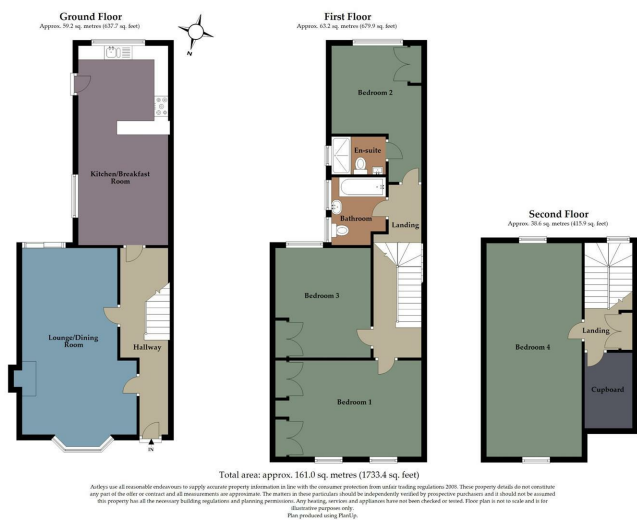 Ground Floor
Approx. 59.2 sq. metres (637.7 sq. feet)
N
Kitchen/Breakfast
Room
Lounge/Dining
Room
Hallway
IN
First Floor
Approx. 63.2 sq. metres (679.9 sq. feet)
Bedroom 2
En-suite
Bathroom
Landing
Bedroom 3
Bedroom 1
Second Floor
Approx. 38.6 sq. metres (415.9 sq. feet)
Landing
Bedroom 4
Cupboard
Total area: approx. 161.0 sq. metres (1733.4 sq. feet)
Astleys use all reasonable endeavours to supply accurate property information in line with the consumer protection from unfair trading regulations 2008. These property details do not constitute
any part of the offer or contract and all measurements are approximate. The matters in these particulars should be independently verified by prospective purchasers and it should not be assumed
this property has all the necessary building regulations and planning permissions. Any heating, services and appliances have not been checked or tested. Floor plan is not to scale and is for
illustrative purposes only.
Plan produced using PlanUp.